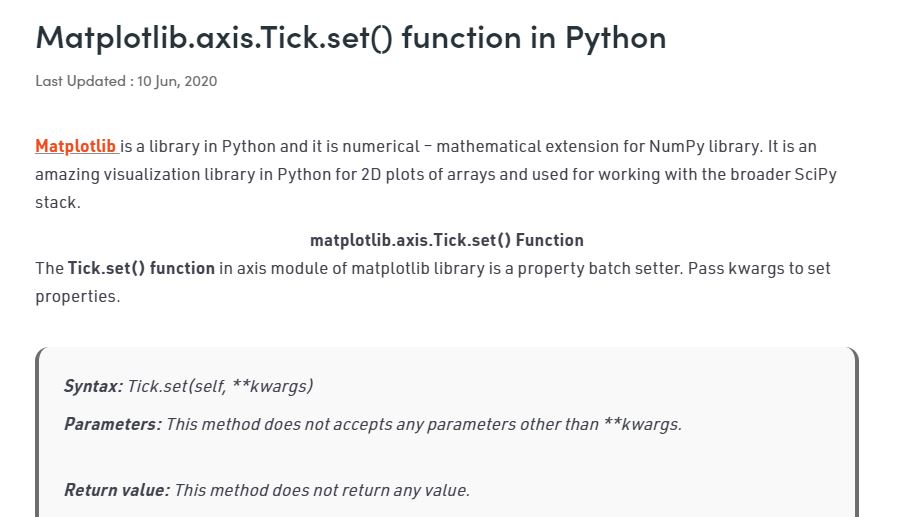 Matplotlib.axis.Tick.set() function in Python
Last Updated : 10 Jun, 2020
Matplotlib is a library in Python and it is numerical – mathematical extension for NumPy library. It is an
amazing visualization library in Python for 2D plots of arrays and used for working with the broader SciPy
stack.
matplotlib.axis.Tick.set() Function
The Tick.set() function in axis module of matplotlib library is a property batch setter. Pass kwargs to set
properties.
Syntax: Tick.set(self, **kwargs)
Parameters: This method does not accepts any parameters other than **kwargs.
Return value: This method does not return any value.